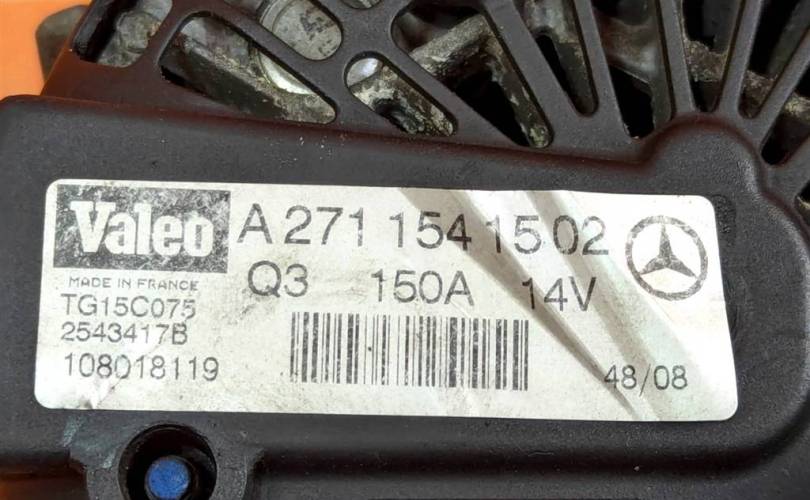 Valeo A 271 154 15 02
MADE IN FRANCE Q3 150A 14V
TG15C075
2543417B
108018119 48/08